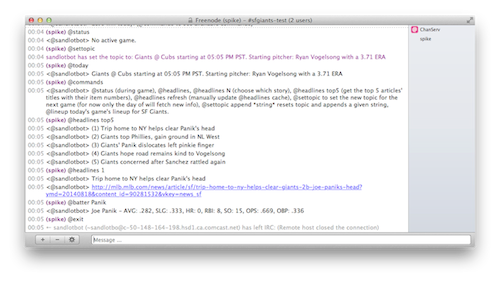 Freenode (spike) – #sfgiants-test (2 users)
00:04 (spike) @status
00:04 <@sandlotbot> No active game.
00:04 (spike) @settopic
00:04 sandlotbot has set the topic to: Giants @ Cubs starting at 05:05 PM PST. Starting pitcher: Ryan Vogelsong with a 3.71 ERA
00:05 (spike) @today
00:05 <@sandlotbot> Giants @ Cubs starting at 05:05 PM PST. Starting pitcher: Ryan Vogelsong with a 3.71 ERA
00:05 (spike) @commands
00:05 <@sandlotbot> @status (during game), @headlines, @headlines N (choose which story), @headlines top5 (get the top 5 articles'
titles with their item numbers), @headlines refresh (manually update @headlines cache), @settopic to set the new topic for the
next game (for now only the day of will fetch new info), @settopic append *string* resets topic and appends a given string,
@lineup today's game's lineup for SF Giants.
00:05 (spike) @headlines top5
00:05 <@sandlotbot> (1) Trip home to NY helps clear Panik's head
00:05 <@sandlotbot> (2) Giants top Phillies, gain ground in NL West
00:05 <@sandlotbot> (3) Giants' Panik dislocates left pinkie finger
00:05 <@sandlotbot> (4) Giants hope road remains kind to Vogelsong
00:05 <@sandlotbot> (5) Giants concerned after Sanchez rattled again
00:05 (spike) @headlines 1
00:05 <@sandlotbot> Trip home to NY helps clear Panik's head
00:05 <@sandlotbot> http://mlb.mlb.com/news/article/sf/trip-home-to-ny-helps-clear-giants-2b-joe-paniks-head?
ymd=20140818&content_id=90281532&vkey=news_sf
00:05 (spike) @batter Panik
00:05 <@sandlotbot> Joe Panik – AVG: .282, SLG: .333, HR: 0, RBI: 8, SO: 15, OPS: .669, OBP: .336
00:05 (spike) @exit
00:05 ← sandlotbot (~sandlotbo@c-50-148-164-198.hsd1.ca.comcast.net) has left IRC: (Remote host closed the connection)
Message ...
ChanServ
spike